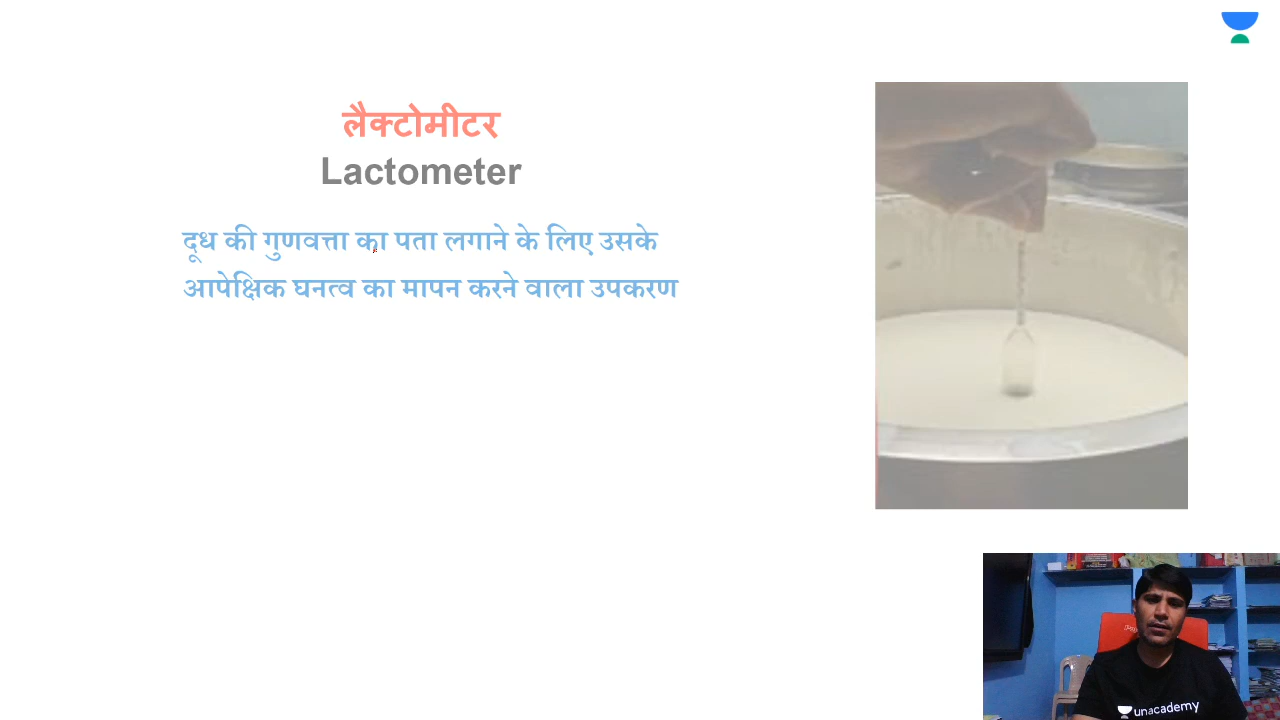 लैक्टोमीटर
Lactometer
दूध की गुणवत्ता का पता लगाने के लिए उसके
आपेक्षिक घनत्व का मापन करने वाला उपकरण
unacademy